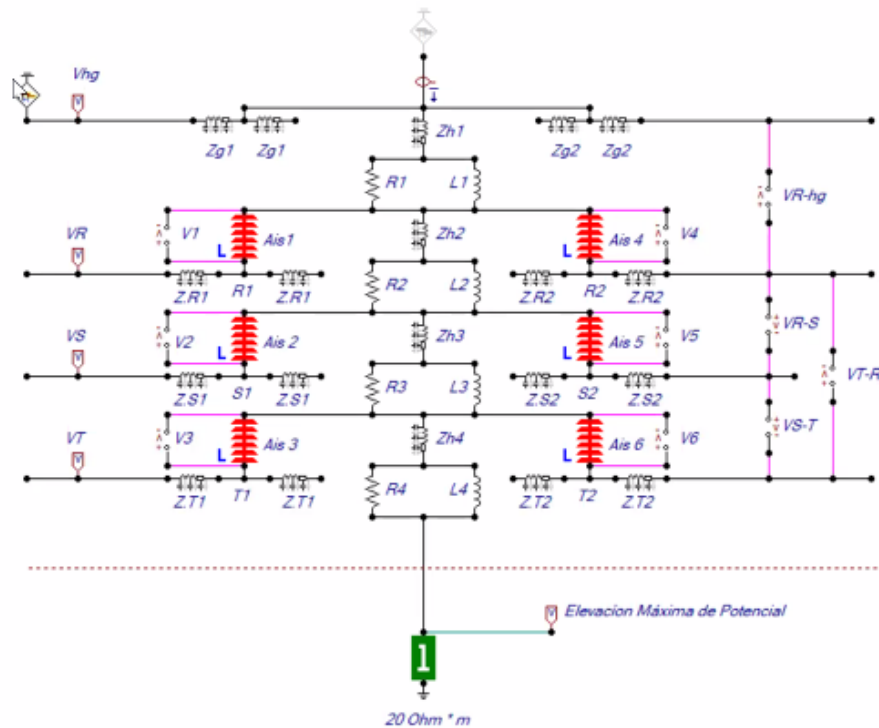 Vhg
Zg1 Zg1 Zh1 Zg2 Zg2
R1 L1
VR-hg
V1 L Ais1 Zh2 L Ais 4 V4
VR
Z.R1 R1 Z.R1 R2 L2 Z.R2 R2 Z.R2
V2 L Ais 2 Zh3 L Ais 5 V5 VR-S
VS
Z.S1 S1 Z.S1 R3 L3 Z.S2 S2 Z.S2
VT-R
V3 L Ais 3 Zh4 L Ais 6 V6 VS-T
VT
Z.T1 T1 Z.T1 R4 L4 Z.T2 T2 Z.T2
Elevacion Máxima de Potencial
1
20 Ohm * m